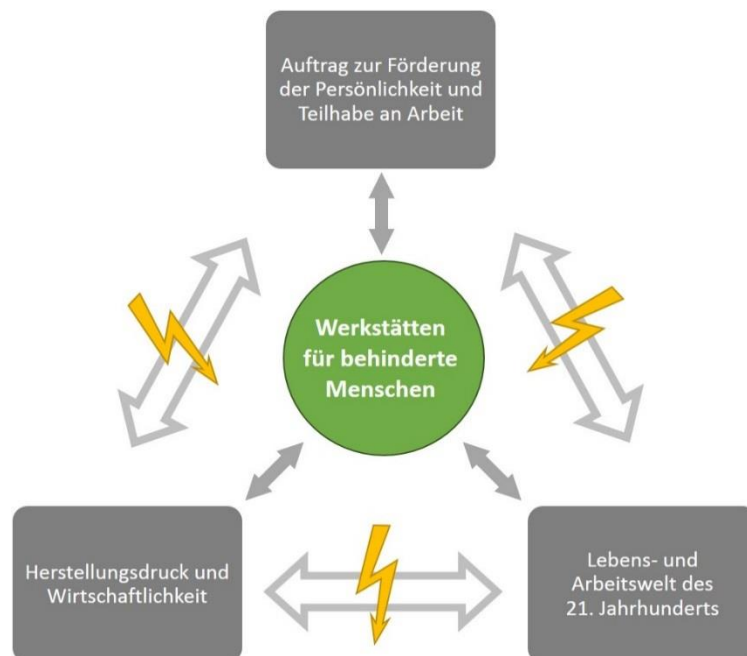 Auftrag zur Förderung
der Persönlichkeit und
Teilhabe an Arbeit
Werkstätten
für behinderte
Menschen
Herstellungsdruck und
Wirtschaftlichkeit
Lebens- und
Arbeitswelt des
21. Jahrhunderts